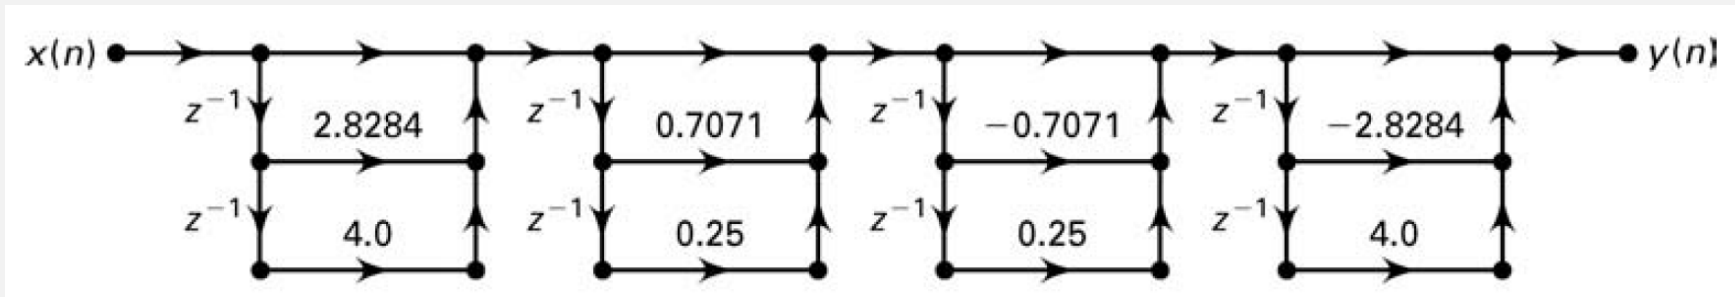 x(n) y(n)
z⁻¹ 2.8284 z⁻¹ 0.7071 z⁻¹ −0.7071 z⁻¹ −2.8284
z⁻¹ 4.0 z⁻¹ 0.25 z⁻¹ 0.25 z⁻¹ 4.0